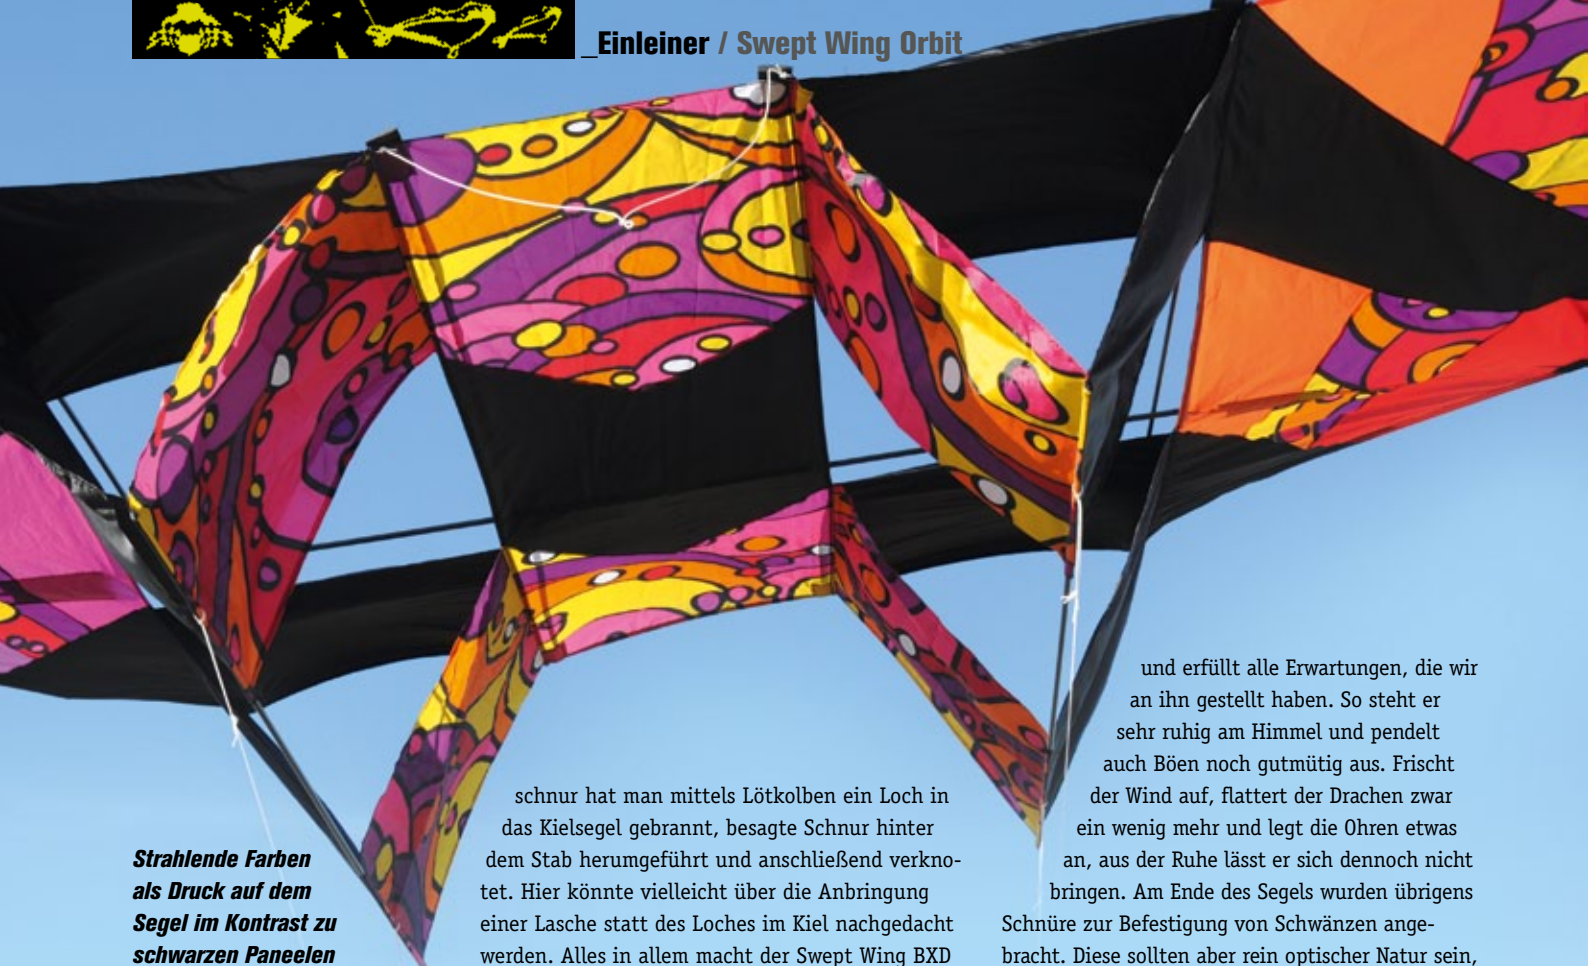 _Einleiner / Swept Wing Orbit
Strahlende Farben
als Druck auf dem
Segel im Kontrast zu
schwarzen Paneelen
schnur hat man mittels Lötkolben ein Loch in
das Kielsegel gebrannt, besagte Schnur hinter
dem Stab herumgeführt und anschließend verkno-
tet. Hier könnte vielleicht über die Anbringung
einer Lasche statt des Loches im Kiel nachgedacht
werden. Alles in allem macht der Swept Wing BXD
und erfüllt alle Erwartungen, die wir
an ihn gestellt haben. So steht er
sehr ruhig am Himmel und pendelt
auch Böen noch gutmütig aus. Frischt
der Wind auf, flattert der Drachen zwar
ein wenig mehr und legt die Ohren etwas
an, aus der Ruhe lässt er sich dennoch nicht
bringen. Am Ende des Segels wurden übrigens
Schnüre zur Befestigung von Schwänzen ange-
bracht. Diese sollten aber rein optischer Natur sein,